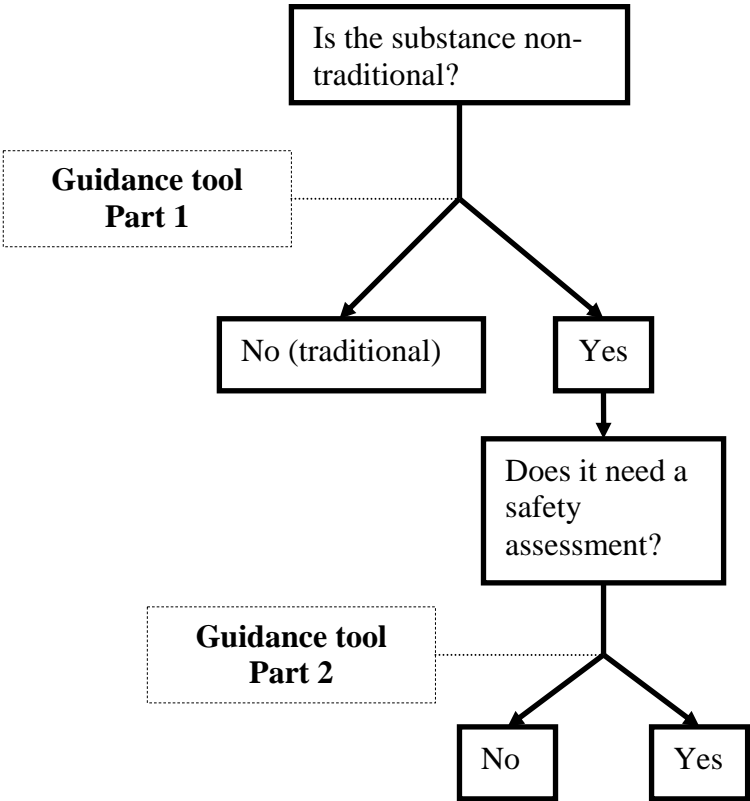 Is the substance non-
traditional?
Guidance tool
Part 1
No (traditional)
Yes
Does it need a
safety
assessment?
Guidance tool
Part 2
No
Yes